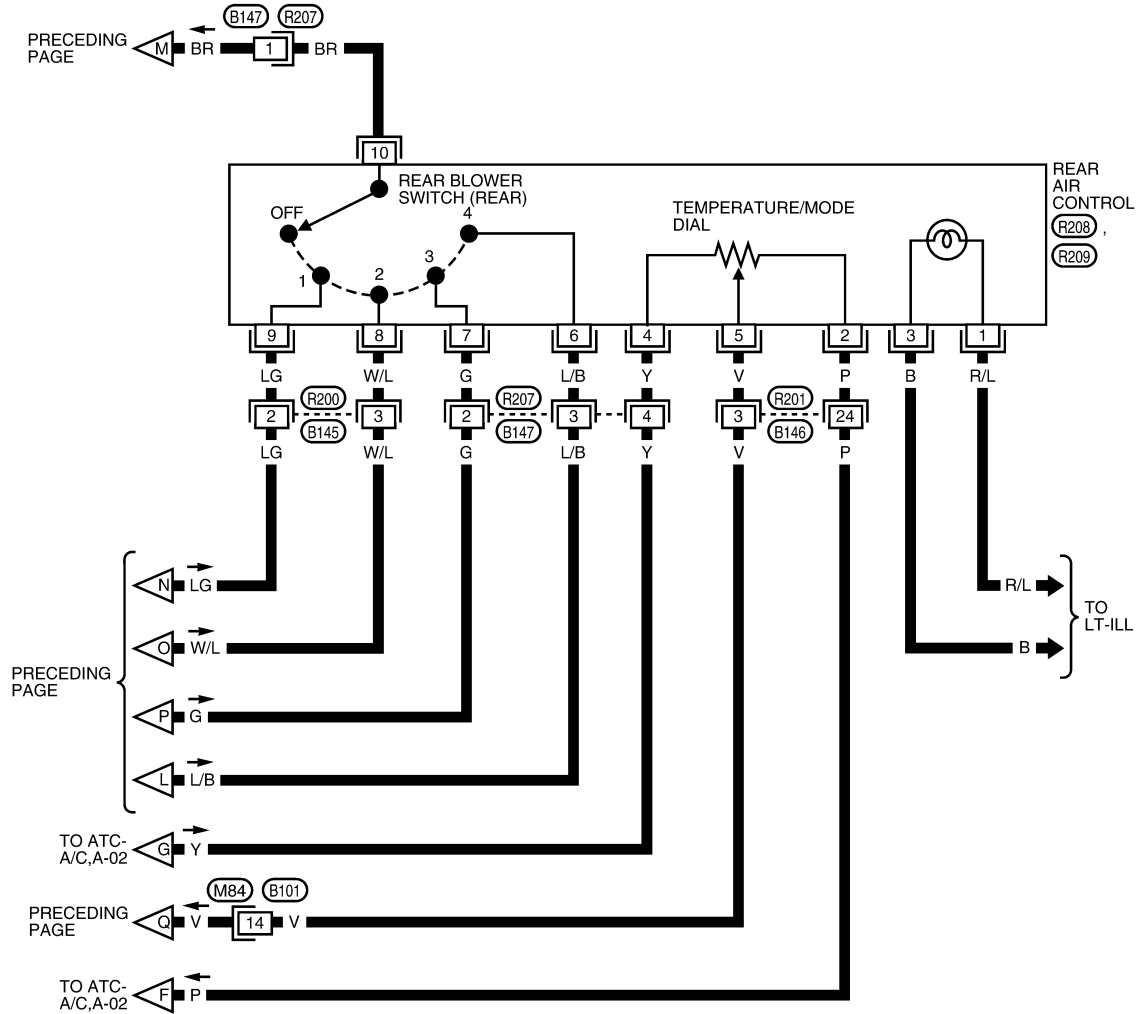 B147 R207
PRECEDING
PAGE
M BR 1 BR
10
REAR BLOWER
SWITCH (REAR)
OFF
4
1
2
3
TEMPERATURE/MODE
DIAL
REAR
AIR
CONTROL
R208 ,
R209
9 8 7 6 4 5 2 3 1
LG W/L G L/B Y V P B R/L
R200 R207 R201
2 3 2 3 4 3 24
B145 B147 B146
LG W/L G L/B Y V P
PRECEDING
PAGE
N LG
O W/L
P G
L L/B
R/L
B
TO
LT-ILL
TO ATC-
A/C,A-02
G Y
M84 B101
PRECEDING
PAGE
Q V 14 V
TO ATC-
A/C,A-02
F P